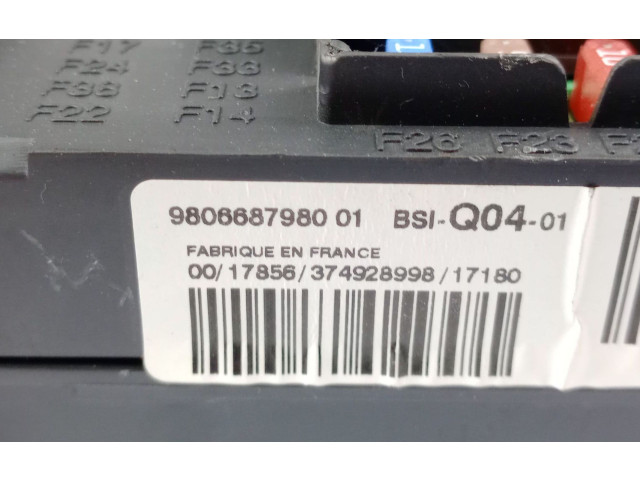 F17 F35
F24 F33
F36 F13
F22 F14
F26 F23
9806687980 01 BSI-Q04-01
FABRIQUE EN FRANCE
00/17856/374928998/17180